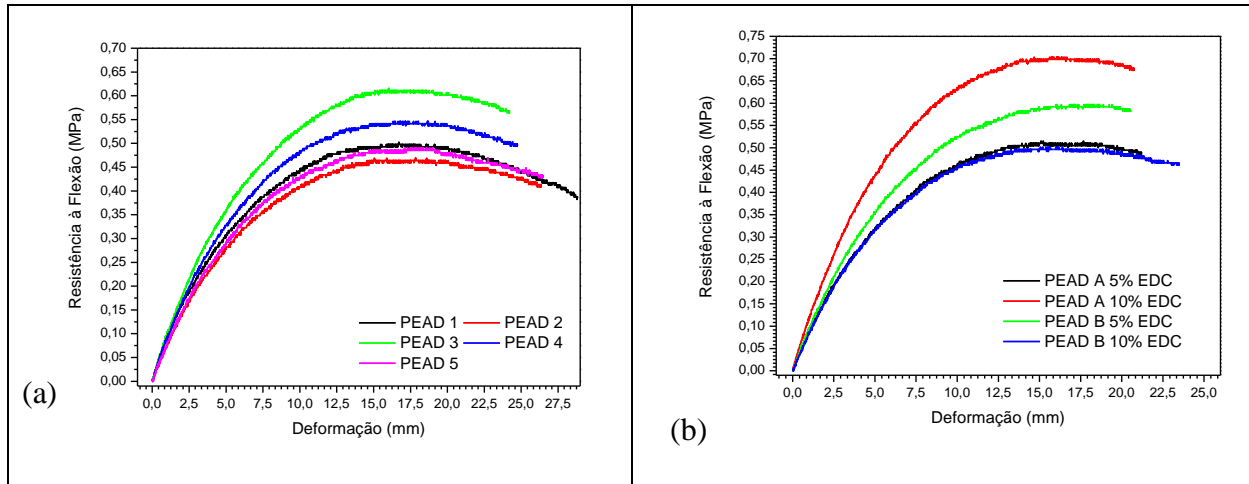 0,70
0,65
0,60
0,55
0,50
0,45
0,40
0,35
0,30
0,25
0,20
0,15
0,10
0,05
0,00
Resistência à Flexão (MPa)
PEAD 1 PEAD 2
PEAD 3 PEAD 4
PEAD 5
0,0 2,5 5,0 7,5 10,0 12,5 15,0 17,5 20,0 22,5 25,0 27,5
Deformação (mm)
(a)
0,75
0,70
0,65
0,60
0,55
0,50
0,45
0,40
0,35
0,30
0,25
0,20
0,15
0,10
0,05
0,00
Resistência à Flexão (MPa)
PEAD A 5% EDC
PEAD A 10% EDC
PEAD B 5% EDC
PEAD B 10% EDC
0,0 2,5 5,0 7,5 10,0 12,5 15,0 17,5 20,0 22,5 25,0
Deformação (mm)
(b)